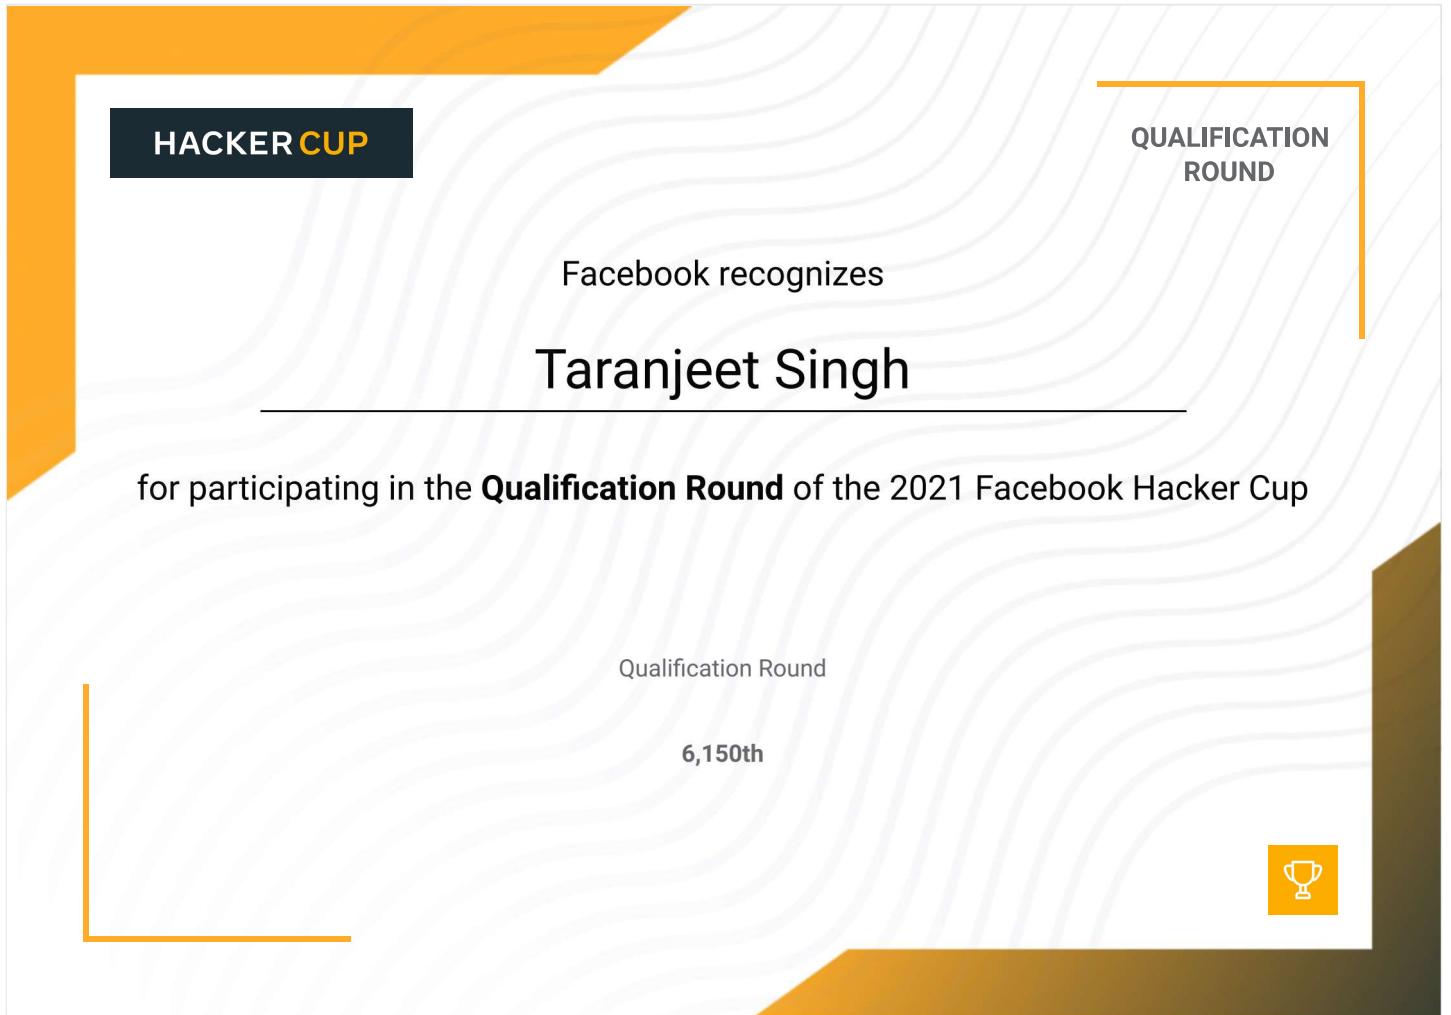 HACKER CUP
QUALIFICATION
ROUND
Facebook recognizes
Taranjeet Singh
for participating in the Qualification Round of the 2021 Facebook Hacker Cup
Qualification Round
6,150th